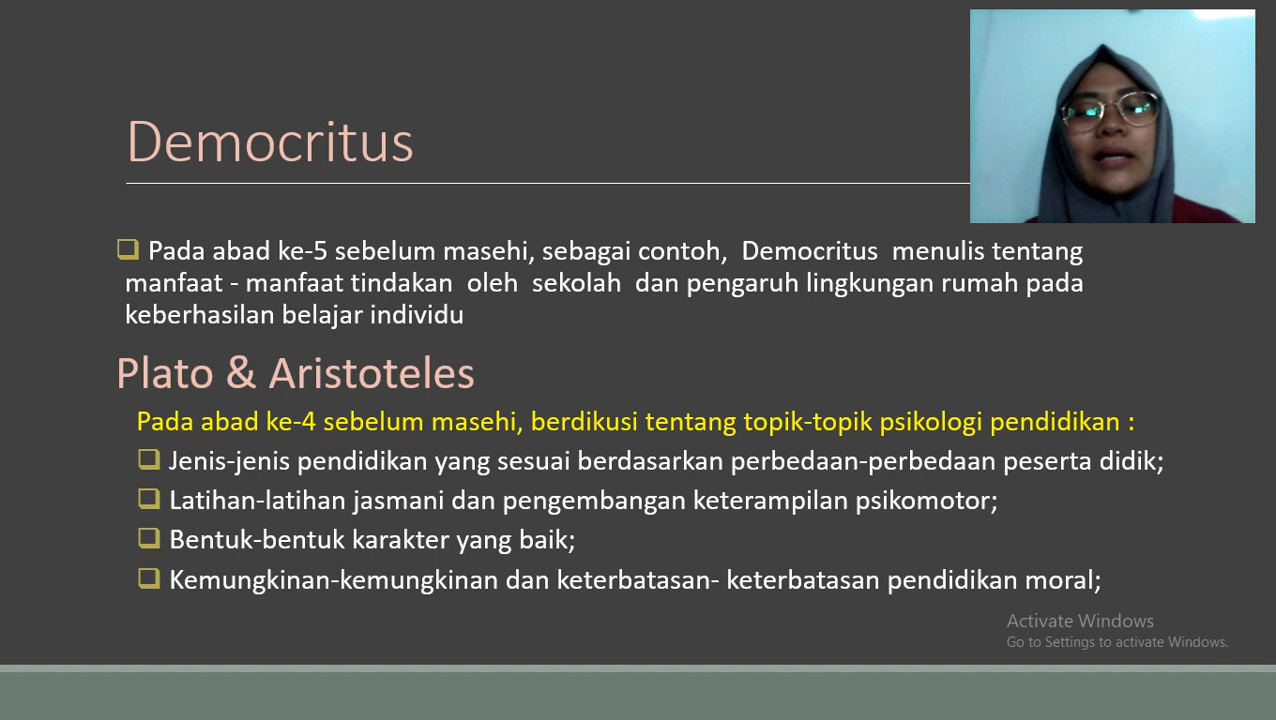 Democritus
Pada abad ke-5 sebelum masehi, sebagai contoh, Democritus menulis tentang
manfaat - manfaat tindakan oleh sekolah dan pengaruh lingkungan rumah pada
keberhasilan belajar individu
Plato & Aristoteles
Pada abad ke-4 sebelum masehi, berdikusi tentang topik-topik psikologi pendidikan :
Jenis-jenis pendidikan yang sesuai berdasarkan perbedaan-perbedaan peserta didik;
Latihan-latihan jasmani dan pengembangan keterampilan psikomotor;
Bentuk-bentuk karakter yang baik;
Kemungkinan-kemungkinan dan keterbatasan- keterbatasan pendidikan moral;
Activate Windows
Go to Settings to activate Windows.